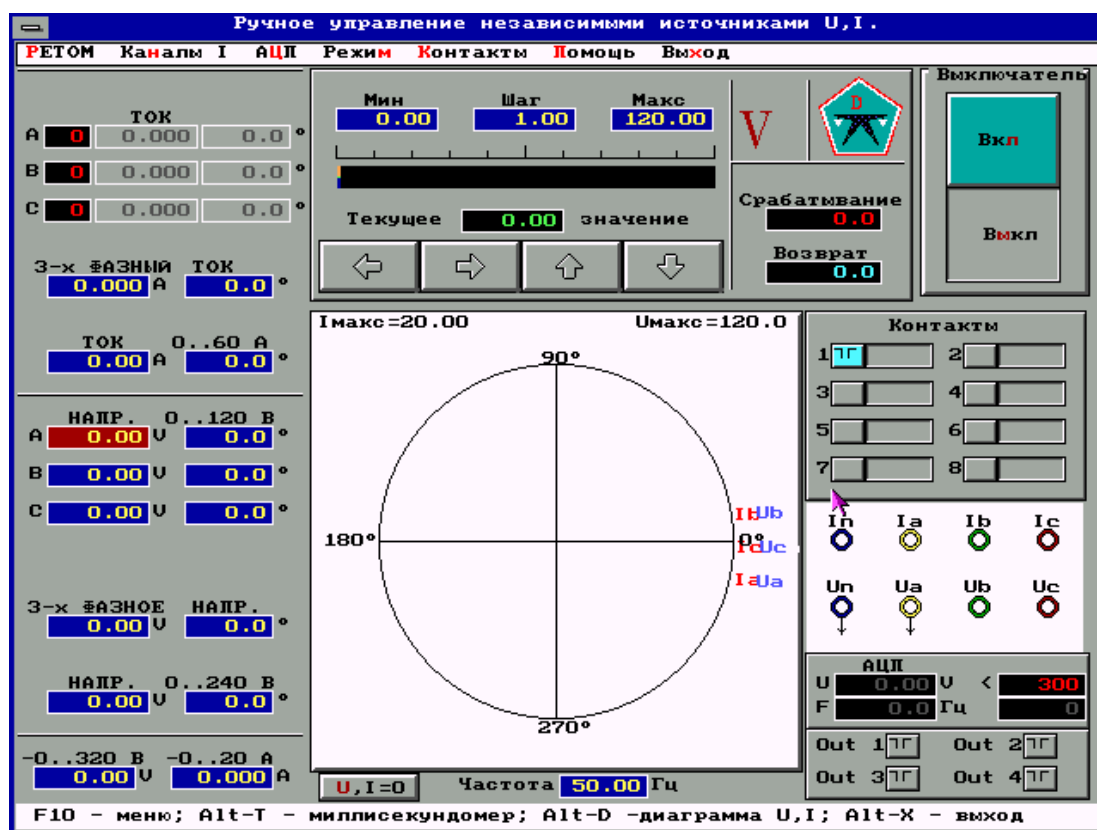 Ручное управление независимыми источниками U,I.
РЕТОМ Каналы I АЦП Режим Контакты Помощь Выход
ТОК
A 0 0.000 0.0 °
B 0 0.000 0.0 °
C 0 0.000 0.0 °
3-х ФАЗНЫЙ ТОК
0.000 A 0.0 °
ТОК 0..60 А
0.00 A 0.0 °
НАПР. 0..120 В
A 0.00 V 0.0 °
B 0.00 V 0.0 °
C 0.00 V 0.0 °
3-х ФАЗНОЕ НАПР.
0.00 V 0.0 °
НАПР. 0..240 В
0.00 V 0.0 °
-0..320 В -0..20 А
0.00 V 0.000 A
Мин Шаг Макс
0.00 1.00 120.00
V
D
Текущее 0.00 значение
Срабатывание
0.0
Возврат
0.0
Выключатель
Вкл
Выкл
Iмакс=20.00 Uмакс=120.0
90°
180°
0°
270°
Ib Ub
Ic Uc
Ia Ua
U,I=0 Частота 50.00 Гц
Контакты
1 2
3 4
5 6
7 8
In Ia Ib Ic
Un Ua Ub Uc
АЦП
U 0.00 V < 300
F 0.0 Гц 0
Out 1 Out 2
Out 3 Out 4
F10 - меню; Alt-T - миллисекундомер; Alt-D -диаграмма U,I; Alt-X - выход